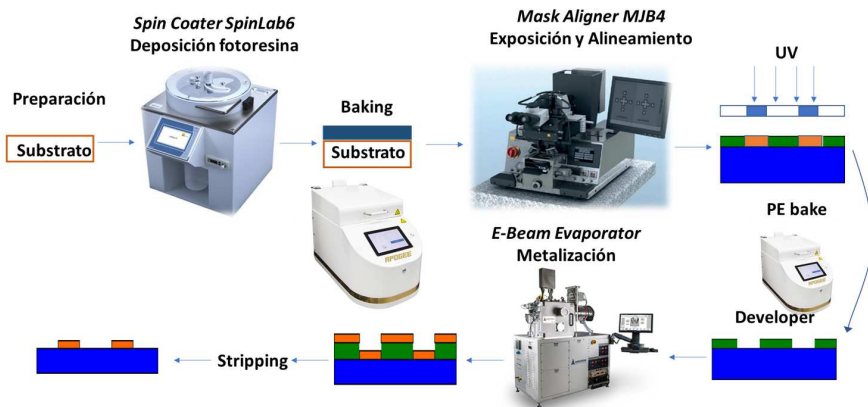 Spin Coater SpinLab6
Deposición fotoresina
Mask Aligner MJB4
Exposición y Alineamiento
UV
Preparación
Substrato
Baking
Substrato
PE bake
E-Beam Evaporator
Metalización
APOGEE
Developer
Stripping